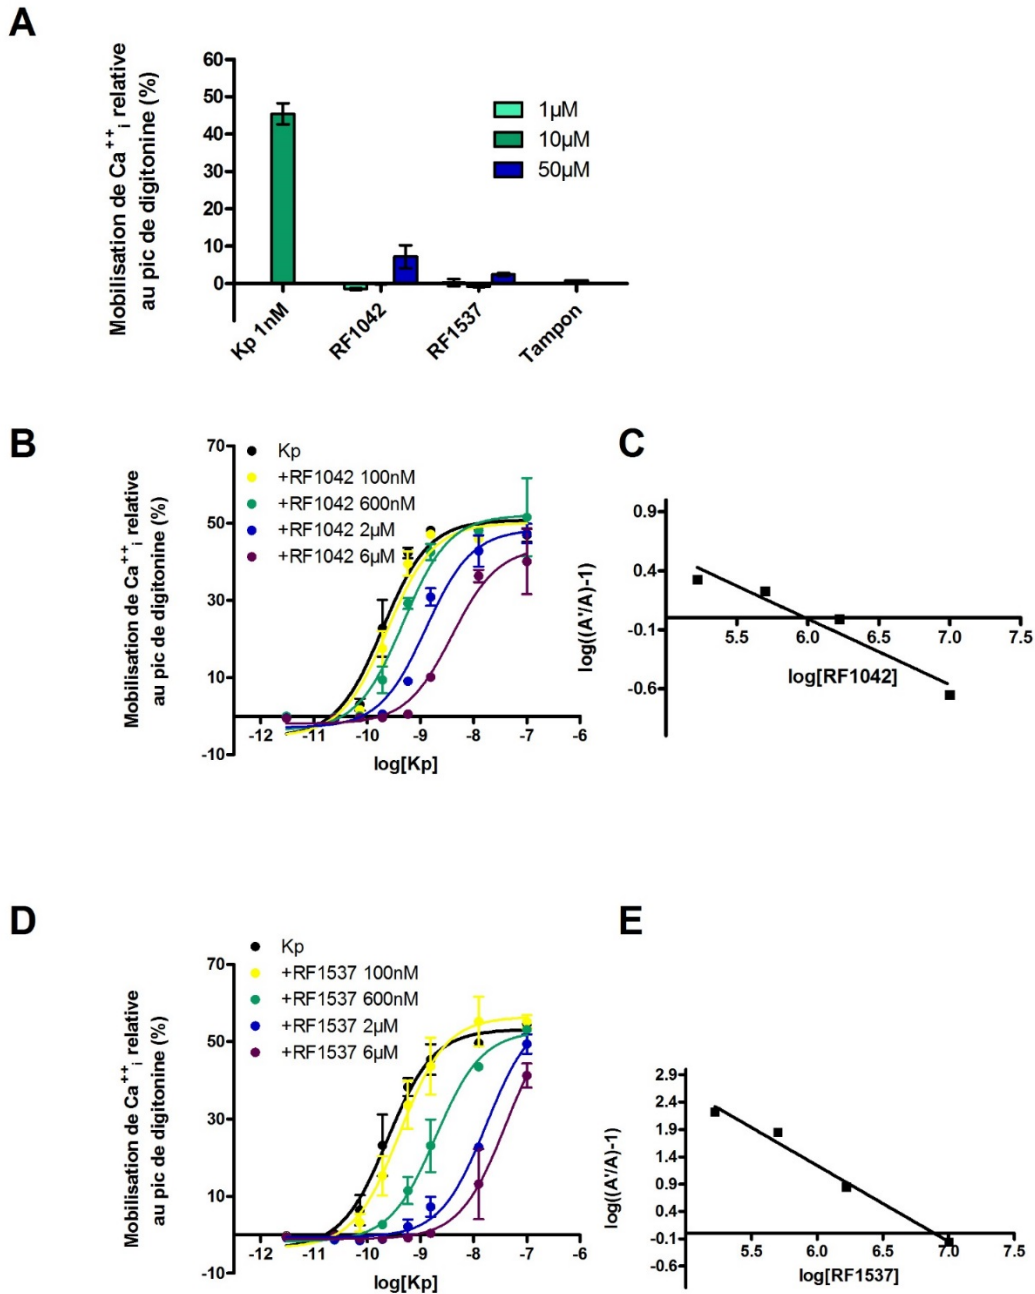 A
Mobilisation de Ca++i relative
au pic de digitonine (%)
60
50
40
30
20
10
0
1µM
10µM
50µM
Kp 1nM
RF1042
RF1537
Tampon
B
Mobilisation de Ca++i relative
au pic de digitonine (%)
70
50
30
10
-10
Kp
+RF1042 100nM
+RF1042 600nM
+RF1042 2µM
+RF1042 6µM
-12 -11 -10 -9 -8 -7 -6
log[Kp]
C
log((A'/A)-1)
0.9
0.4
-0.1
-0.6
5.5 6.0 6.5 7.0 7.5
log[RF1042]
D
Mobilisation de Ca++i relative
au pic de digitonine (%)
70
50
30
10
-10
Kp
+RF1537 100nM
+RF1537 600nM
+RF1537 2µM
+RF1537 6µM
-12 -11 -10 -9 -8 -7 -6
log[Kp]
E
log((A'/A)-1)
2.9
2.4
1.9
1.4
0.9
0.4
-0.1
-0.6
5.5 6.0 6.5 7.0 7.5
log[RF1537]